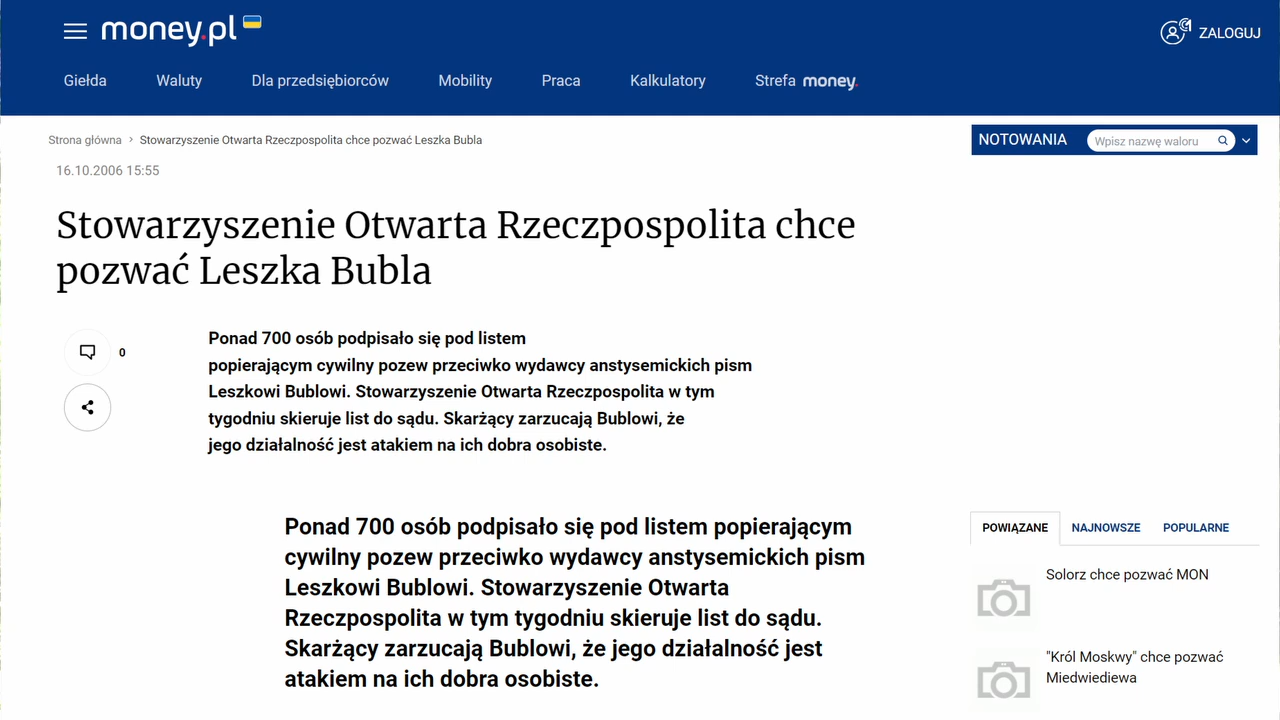 money.pl
ZALOGUJ
Giełda Waluty Dla przedsiębiorców Mobility Praca Kalkulatory Strefa money.
Strona główna › Stowarzyszenie Otwarta Rzeczpospolita chce pozwać Leszka Bubla
NOTOWANIA Wpisz nazwę waloru
16.10.2006 15:55
Stowarzyszenie Otwarta Rzeczpospolita chce
pozwać Leszka Bubla
0
Ponad 700 osób podpisało się pod listem
popierającym cywilny pozew przeciwko wydawcy anstysemickich pism
Leszkowi Bublowi. Stowarzyszenie Otwarta Rzeczpospolita w tym
tygodniu skieruje list do sądu. Skarżący zarzucają Bublowi, że
jego działalność jest atakiem na ich dobra osobiste.
Ponad 700 osób podpisało się pod listem popierającym
cywilny pozew przeciwko wydawcy anstysemickich pism
Leszkowi Bublowi. Stowarzyszenie Otwarta
Rzeczpospolita w tym tygodniu skieruje list do sądu.
Skarżący zarzucają Bublowi, że jego działalność jest
atakiem na ich dobra osobiste.
POWIĄZANE NAJNOWSZE POPULARNE
Solorz chce pozwać MON
"Król Moskwy" chce pozwać
Miedwiediewa